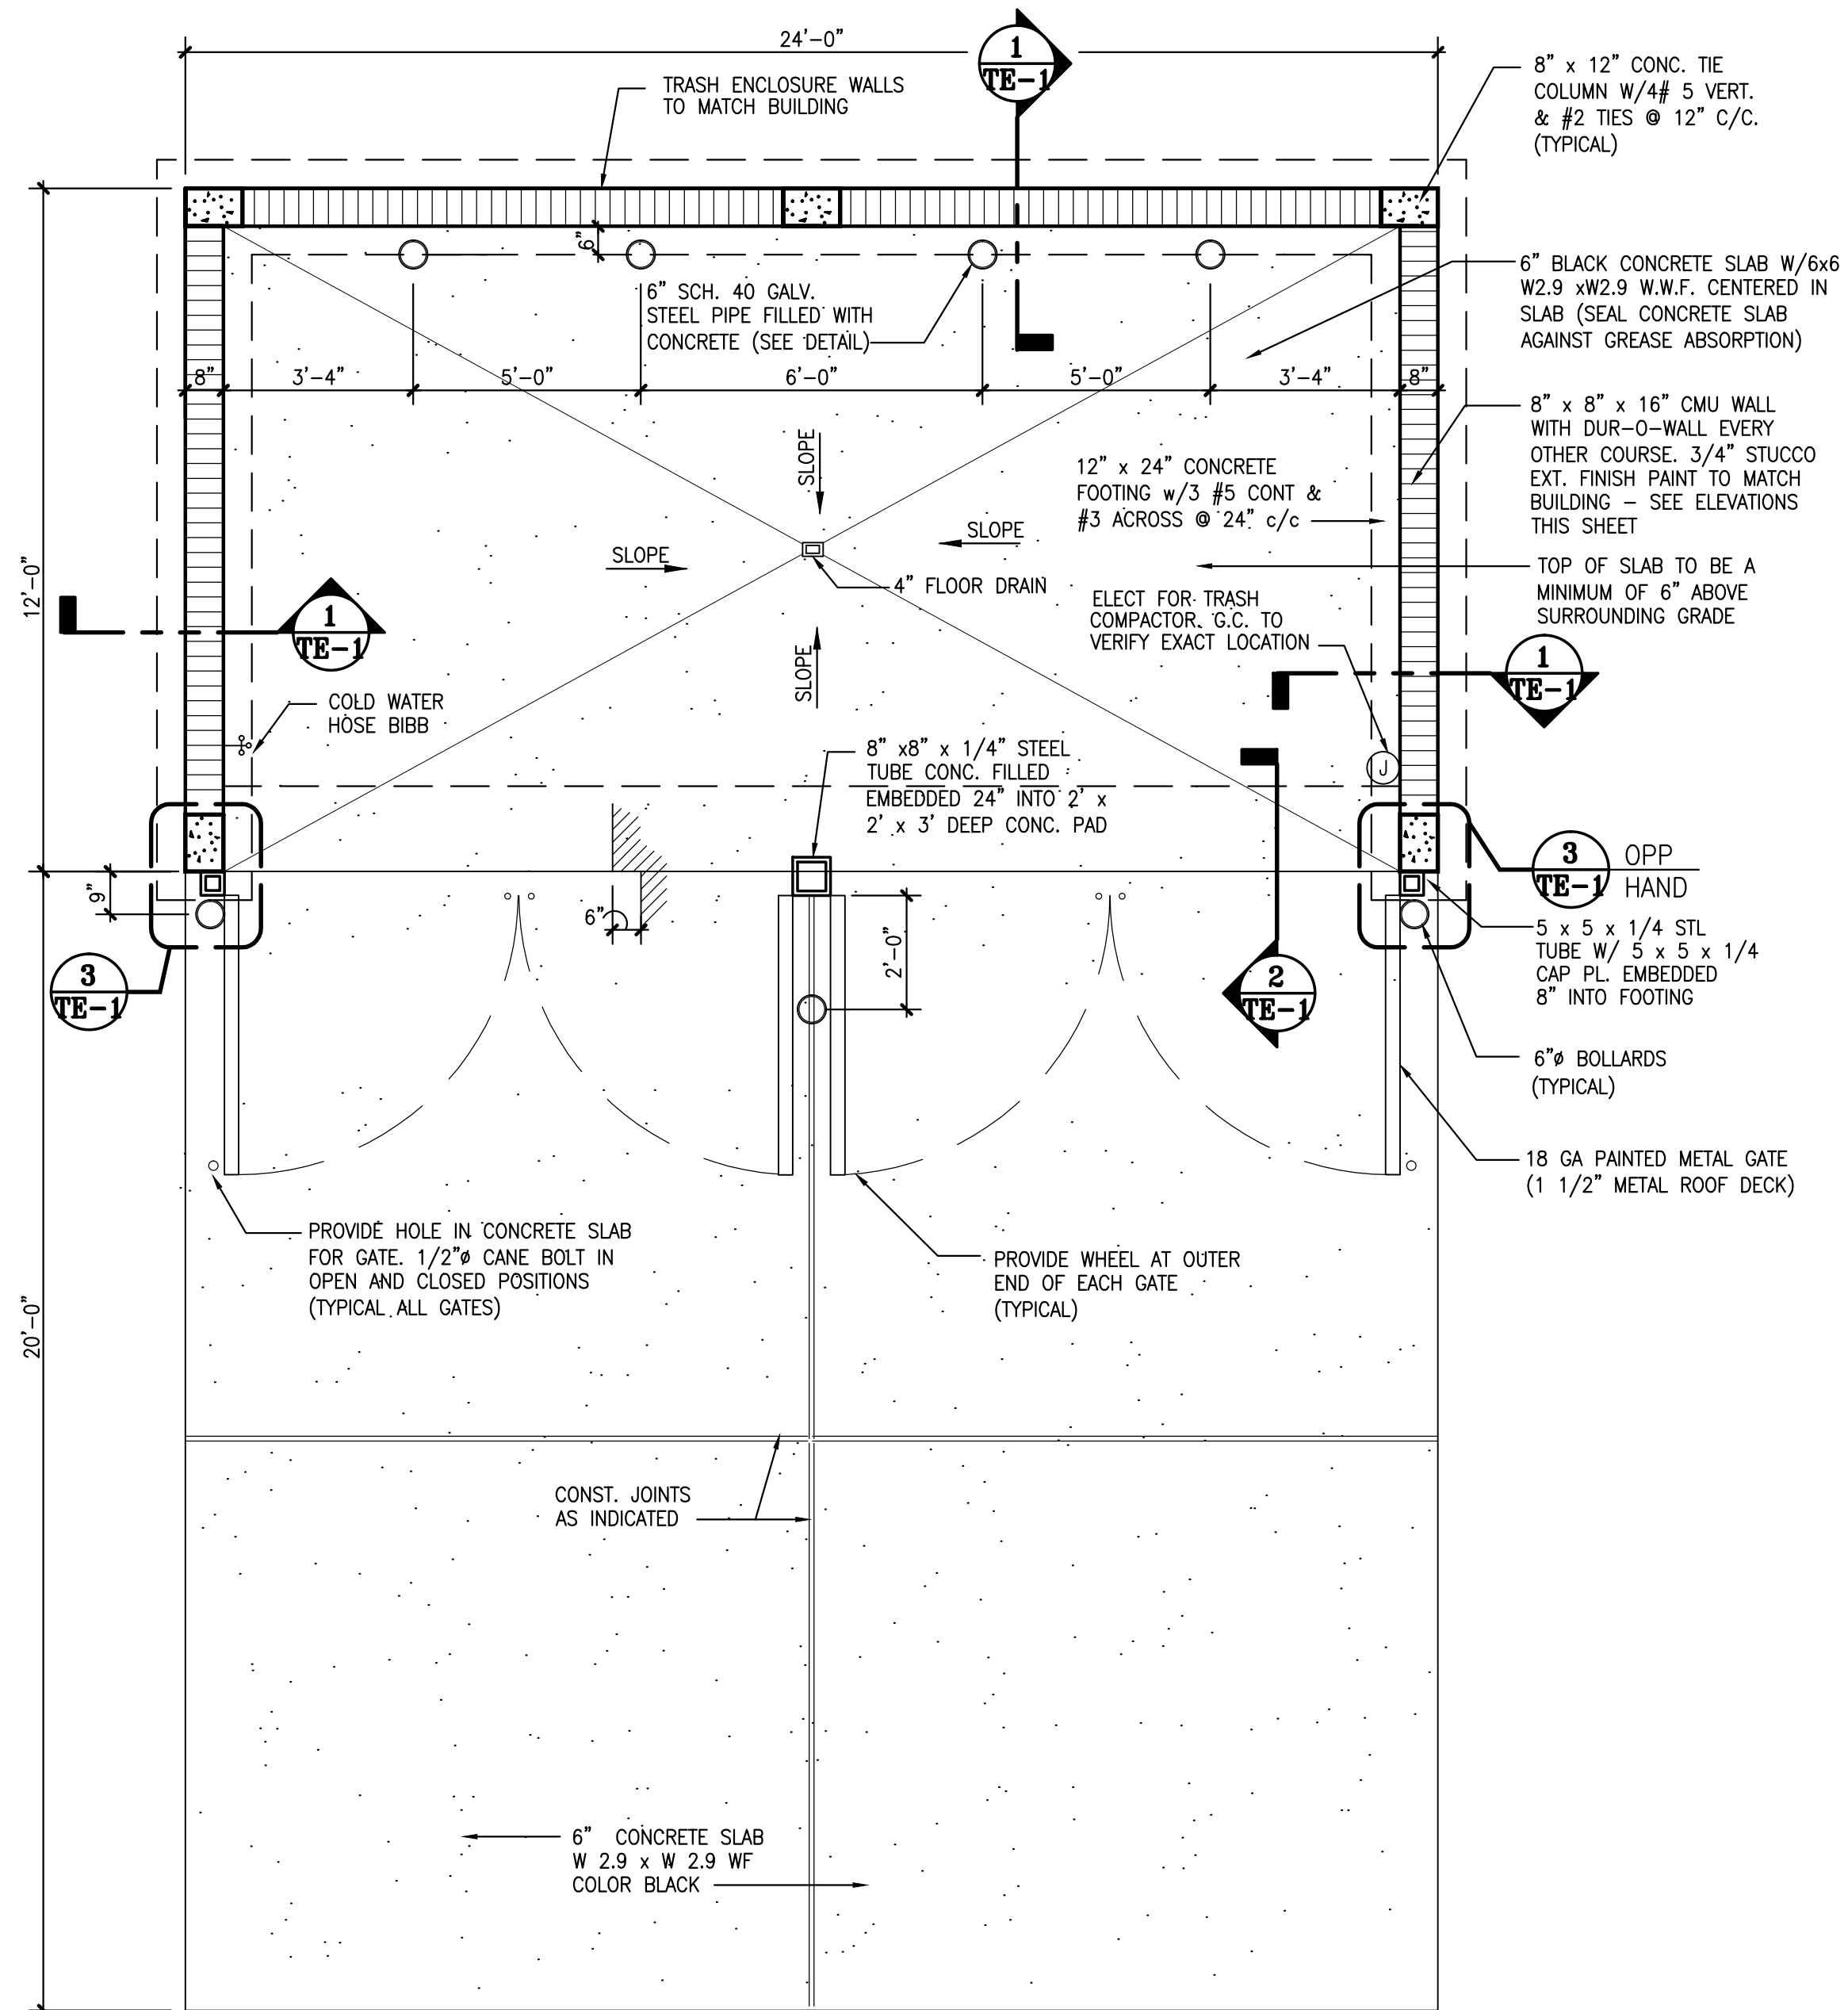 24'-0"
1
TE-1
TRASH ENCLOSURE WALLS
TO MATCH BUILDING
8" x 12" CONC. TIE
COLUMN W/4# 5 VERT.
& #2 TIES @ 12" C/C.
(TYPICAL)
6"
6" SCH. 40 GALV.
STEEL PIPE FILLED WITH
CONCRETE (SEE DETAIL)
6" BLACK CONCRETE SLAB W/6x6
W2.9 xW2.9 W.W.F. CENTERED IN
SLAB (SEAL CONCRETE SLAB
AGAINST GREASE ABSORPTION)
8"
3'-4"
5'-0"
6'-0"
5'-0"
3'-4"
8"
8" x 8" x 16" CMU WALL
WITH DUR-O-WALL EVERY
OTHER COURSE. 3/4" STUCCO
EXT. FINISH PAINT TO MATCH
BUILDING – SEE ELEVATIONS
THIS SHEET
12" x 24" CONCRETE
FOOTING w/3 #5 CONT &
#3 ACROSS @ 24" c/c
SLOPE
SLOPE
SLOPE
SLOPE
4" FLOOR DRAIN
TOP OF SLAB TO BE A
MINIMUM OF 6" ABOVE
SURROUNDING GRADE
12'-0"
ELECT FOR TRASH
COMPACTOR. G.C. TO
VERIFY EXACT LOCATION
1
TE-1
1
TE-1
COLD WATER
HOSE BIBB
J
8" x8" x 1/4" STEEL
TUBE CONC. FILLED
EMBEDDED 24" INTO 2' x
2' x 3' DEEP CONC. PAD
3
TE-1
OPP
HAND
9"
6"
2'-0"
5 x 5 x 1/4 STL
TUBE W/ 5 x 5 x 1/4
CAP PL. EMBEDDED
8" INTO FOOTING
3
TE-1
2
TE-1
6"ø BOLLARDS
(TYPICAL)
18 GA PAINTED METAL GATE
(1 1/2" METAL ROOF DECK)
PROVIDE HOLE IN CONCRETE SLAB
FOR GATE. 1/2"ø CANE BOLT IN
OPEN AND CLOSED POSITIONS
(TYPICAL ALL GATES)
PROVIDE WHEEL AT OUTER
END OF EACH GATE
(TYPICAL)
20'-0"
CONST. JOINTS
AS INDICATED
6" CONCRETE SLAB
W 2.9 x W 2.9 WF
COLOR BLACK